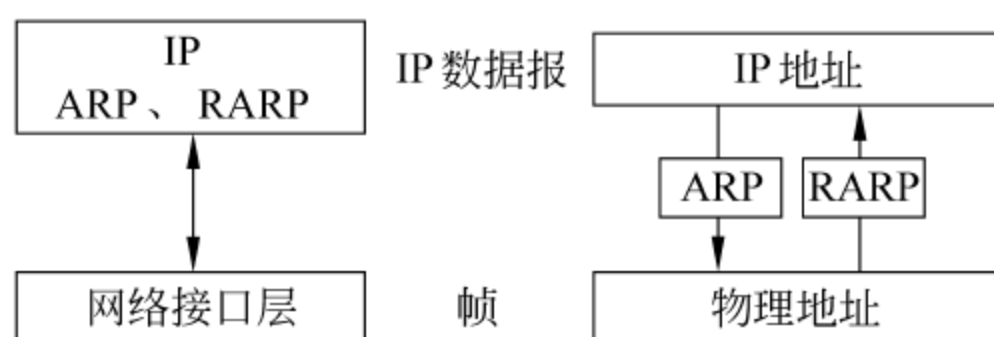 IP
ARP、 RARP
IP 数据报
IP 地址
ARP
RARP
网络接口层
帧
物理地址